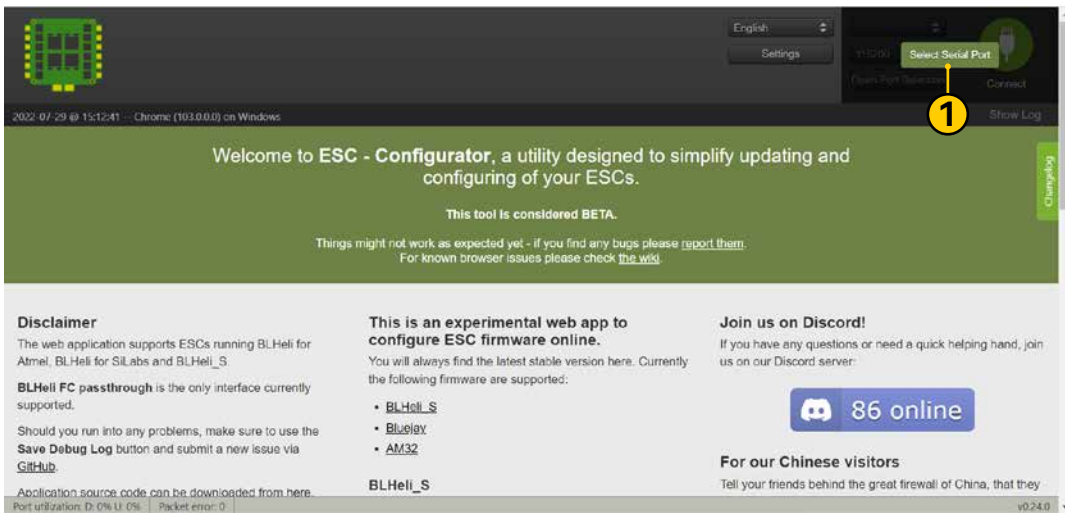 English
Settings
115200
Select Serial Port
Open Port Selection
Connect
1
2022-07-29 @ 15:12:41 -- Chrome (103.0.0.0) on Windows
Show Log
Changelog
Welcome to ESC - Configurator, a utility designed to simplify updating and
configuring of your ESCs.
This tool is considered BETA.
Things might not work as expected yet - if you find any bugs please report them.
For known browser issues please check the wiki.
Disclaimer
The web application supports ESCs running BLHeli for
Atmel, BLHeli for SiLabs and BLHeli_S.
BLHeli FC passthrough is the only interface currently
supported.
Should you run into any problems, make sure to use the
Save Debug Log button and submit a new issue via
GitHub.
Application source code can be downloaded from here.
This is an experimental web app to
configure ESC firmware online.
You will always find the latest stable version here. Currently
the following firmware are supported:
• BLHeli_S
• Bluejay
• AM32
BLHeli_S
Join us on Discord!
If you have any questions or need a quick helping hand, join
us on our Discord server:
86 online
For our Chinese visitors
Tell your friends behind the great firewall of China, that they
Port utilization: D: 0% U: 0%
Packet error: 0
v0.24.0